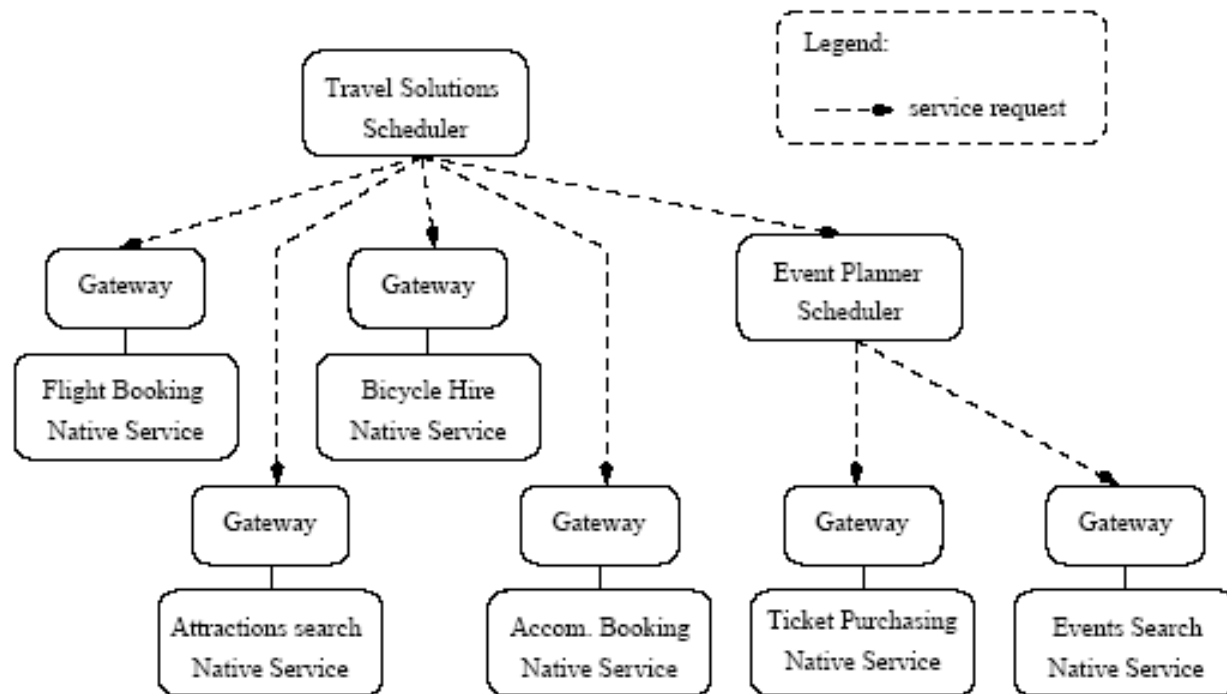 Legend:
service request
Travel Solutions
Scheduler
Gateway
Gateway
Event Planner
Scheduler
Flight Booking
Native Service
Bicycle Hire
Native Service
Gateway
Gateway
Gateway
Gateway
Attractions search
Native Service
Accom. Booking
Native Service
Ticket Purchasing
Native Service
Events Search
Native Service